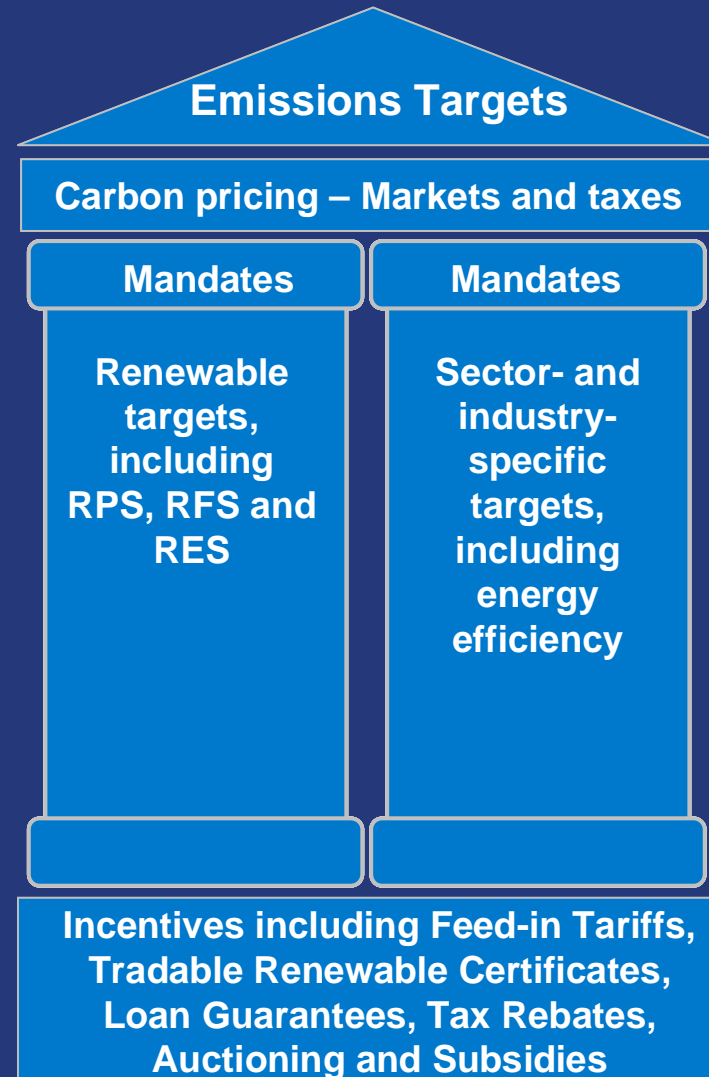 Emissions Targets
Carbon pricing – Markets and taxes
Mandates
Renewable
targets,
including
RPS, RFS and
RES
Mandates
Sector- and
industry-
specific
targets,
including
energy
efficiency
Incentives including Feed-in Tariffs,
Tradable Renewable Certificates,
Loan Guarantees, Tax Rebates,
Auctioning and Subsidies